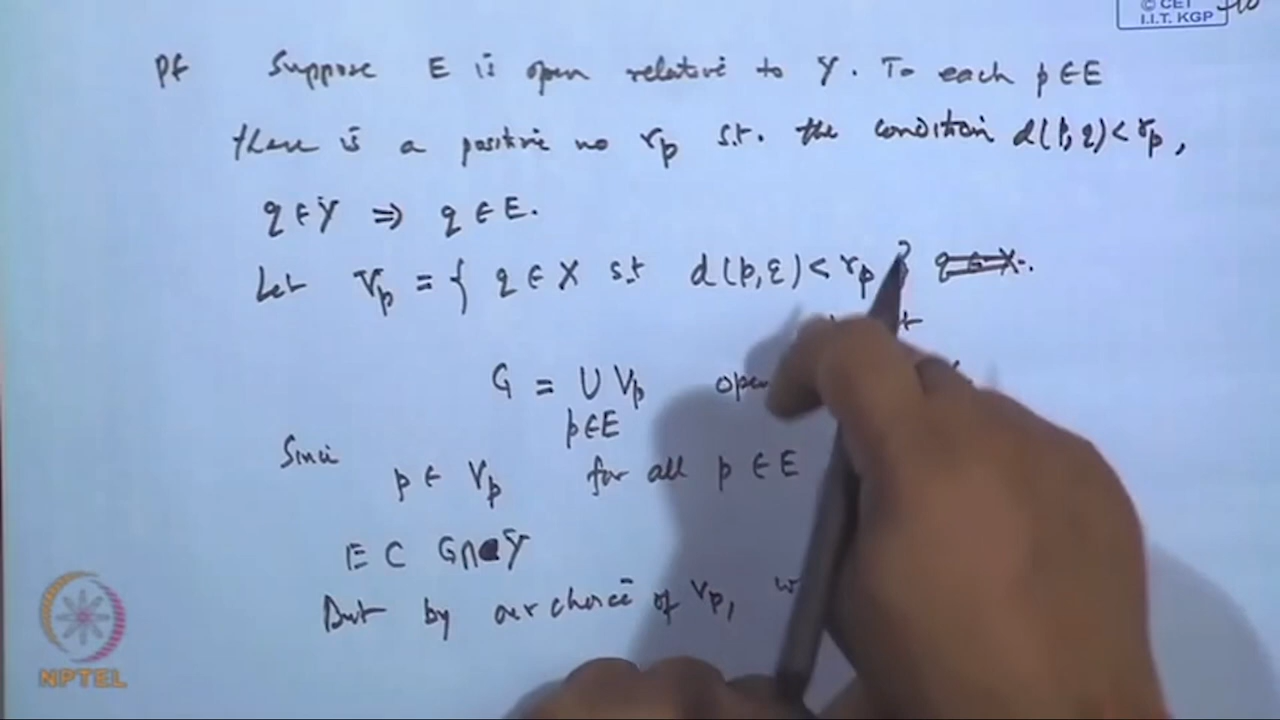 © CET
I.I.T. KGP
Pf Suppose E is open relative to Y. To each p ∈ E
there is a positive no r_p s.t. the condition d(p,q) < r_p,
q ∈ Y ⇒ q ∈ E.
Let V_p = { q ∈ X s.t d(p,q) < r_p }
G = ∪ V_p open
p ∈ E
Since
p ∈ V_p for all p ∈ E
E ⊂ G ∩ Y
But by our choice of V_p,
NPTEL